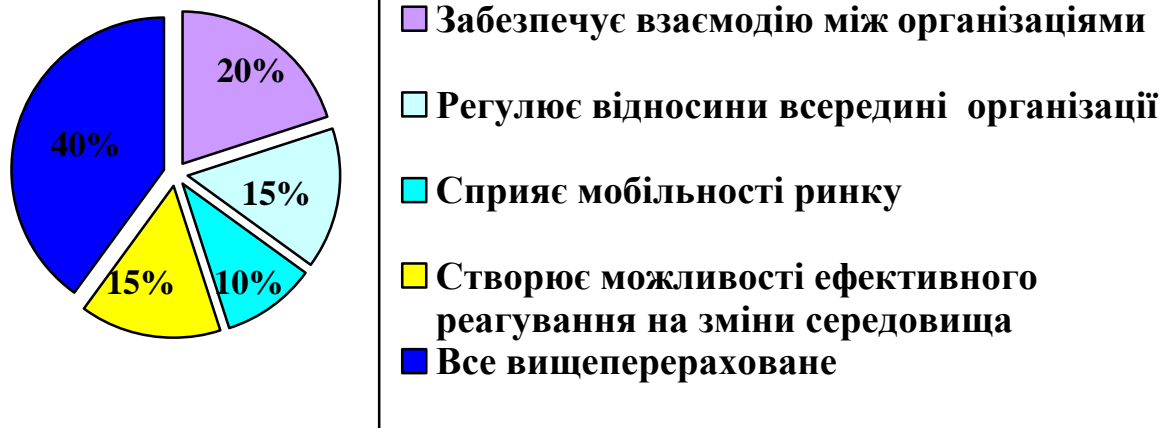 20%
15%
10%
15%
40%
Забезпечує взаємодію між організаціями
Регулює відносини всередині організації
Сприяє мобільності ринку
Створює можливості ефективного
реагування на зміни середовища
Все вищеперераховане